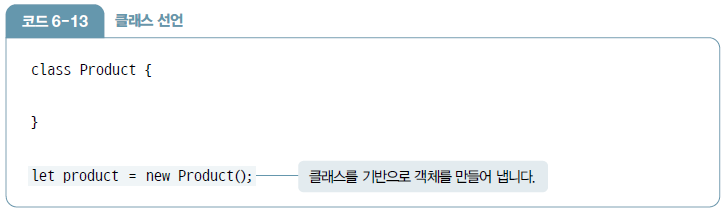 코드 6-13 클래스 선언
class Product {
}
let product = new Product(); 클래스를 기반으로 객체를 만들어 냅니다.